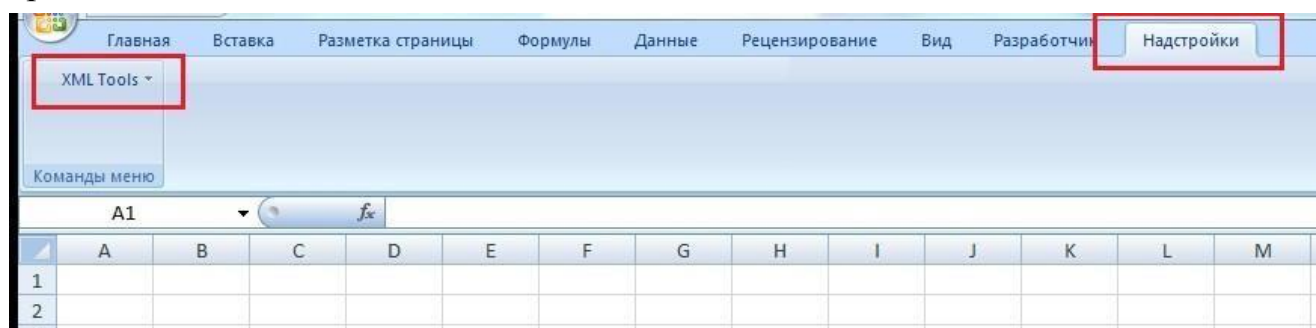 Главная Вставка Разметка страницы Формулы Данные Рецензирование Вид Разработчик Надстройки
XML Tools
Команды меню
A1 fx
A B C D E F G H I J K L M
1
2